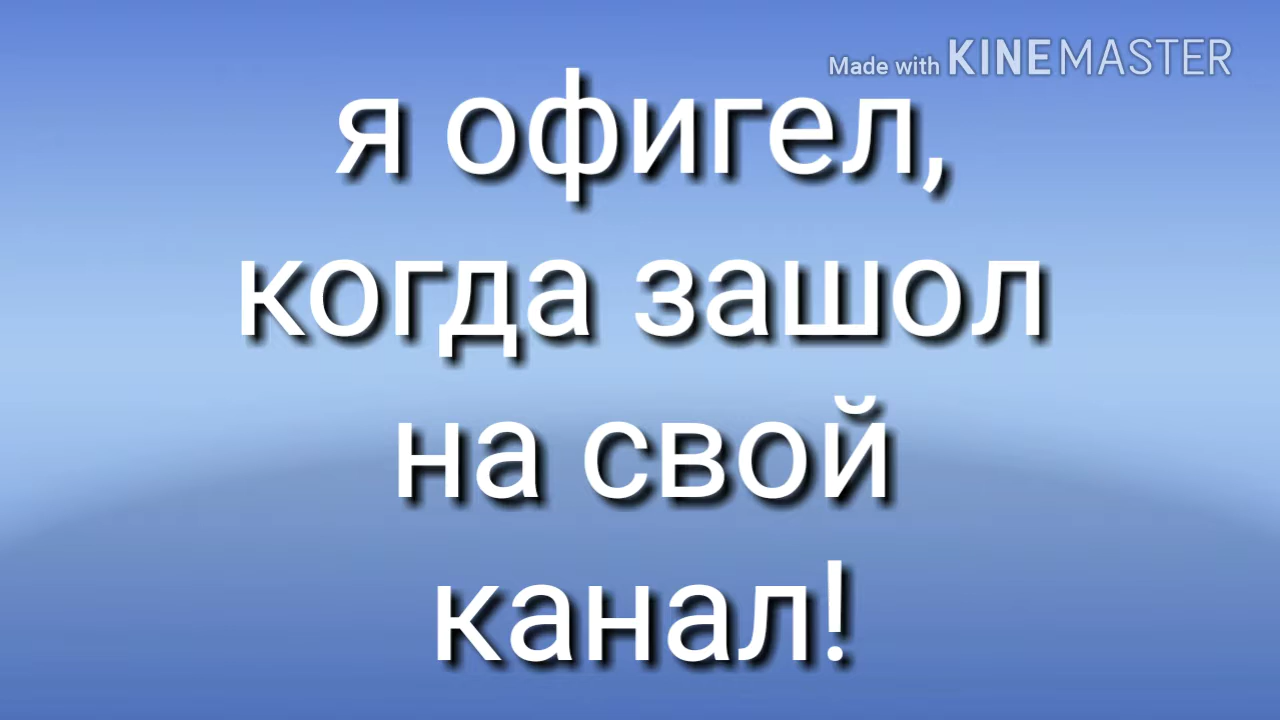 Made with KINEMASTER
я офигел,
когда зашол
на свой
канал!